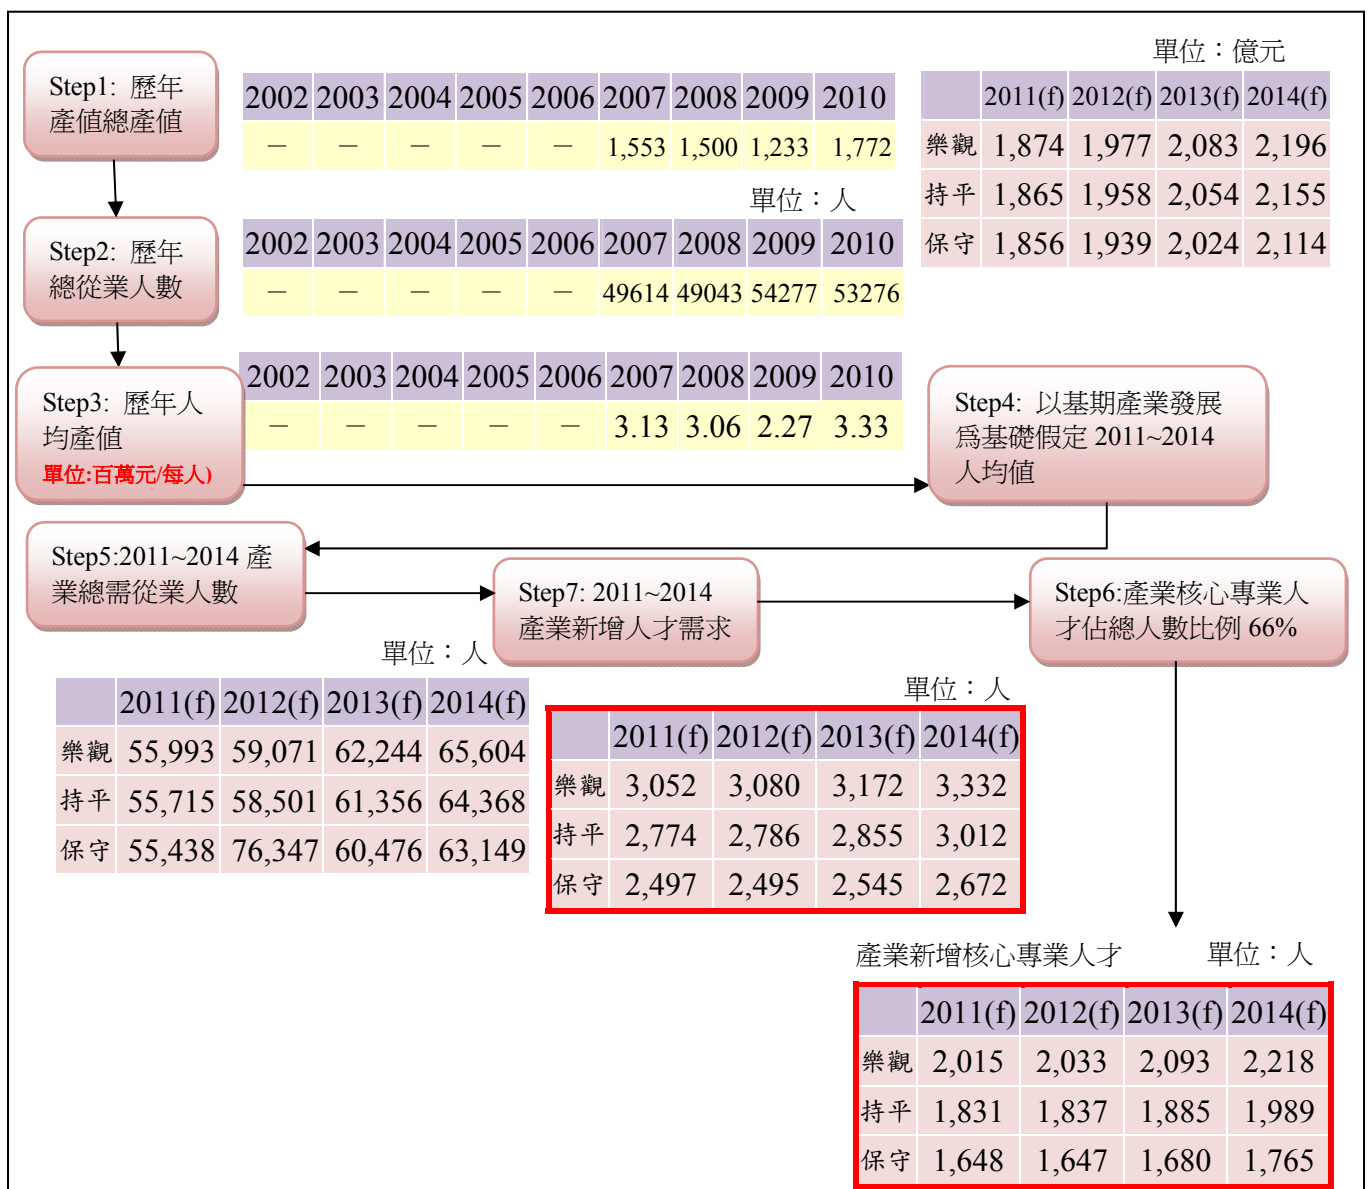 單位：億元
Step1: 歷年
產值總產值
2002 2003 2004 2005 2006 2007 2008 2009 2010
— — — — — 1,553 1,500 1,233 1,772
2011(f) 2012(f) 2013(f) 2014(f)
樂觀 1,874 1,977 2,083 2,196
持平 1,865 1,958 2,054 2,155
保守 1,856 1,939 2,024 2,114
單位：人
Step2: 歷年
總從業人數
2002 2003 2004 2005 2006 2007 2008 2009 2010
— — — — — 49614 49043 54277 53276
Step3: 歷年人
均產值
單位:百萬元/每人)
2002 2003 2004 2005 2006 2007 2008 2009 2010
— — — — — 3.13 3.06 2.27 3.33
Step4: 以基期產業發展
爲基礎假定 2011~2014
人均值
Step5:2011~2014 產
業總需從業人數
Step7: 2011~2014
產業新增人才需求
Step6:產業核心專業人
才佔總人數比例 66%
單位：人
2011(f) 2012(f) 2013(f) 2014(f)
樂觀 55,993 59,071 62,244 65,604
持平 55,715 58,501 61,356 64,368
保守 55,438 76,347 60,476 63,149
單位：人
2011(f) 2012(f) 2013(f) 2014(f)
樂觀 3,052 3,080 3,172 3,332
持平 2,774 2,786 2,855 3,012
保守 2,497 2,495 2,545 2,672
產業新增核心專業人才 單位：人
2011(f) 2012(f) 2013(f) 2014(f)
樂觀 2,015 2,033 2,093 2,218
持平 1,831 1,837 1,885 1,989
保守 1,648 1,647 1,680 1,765